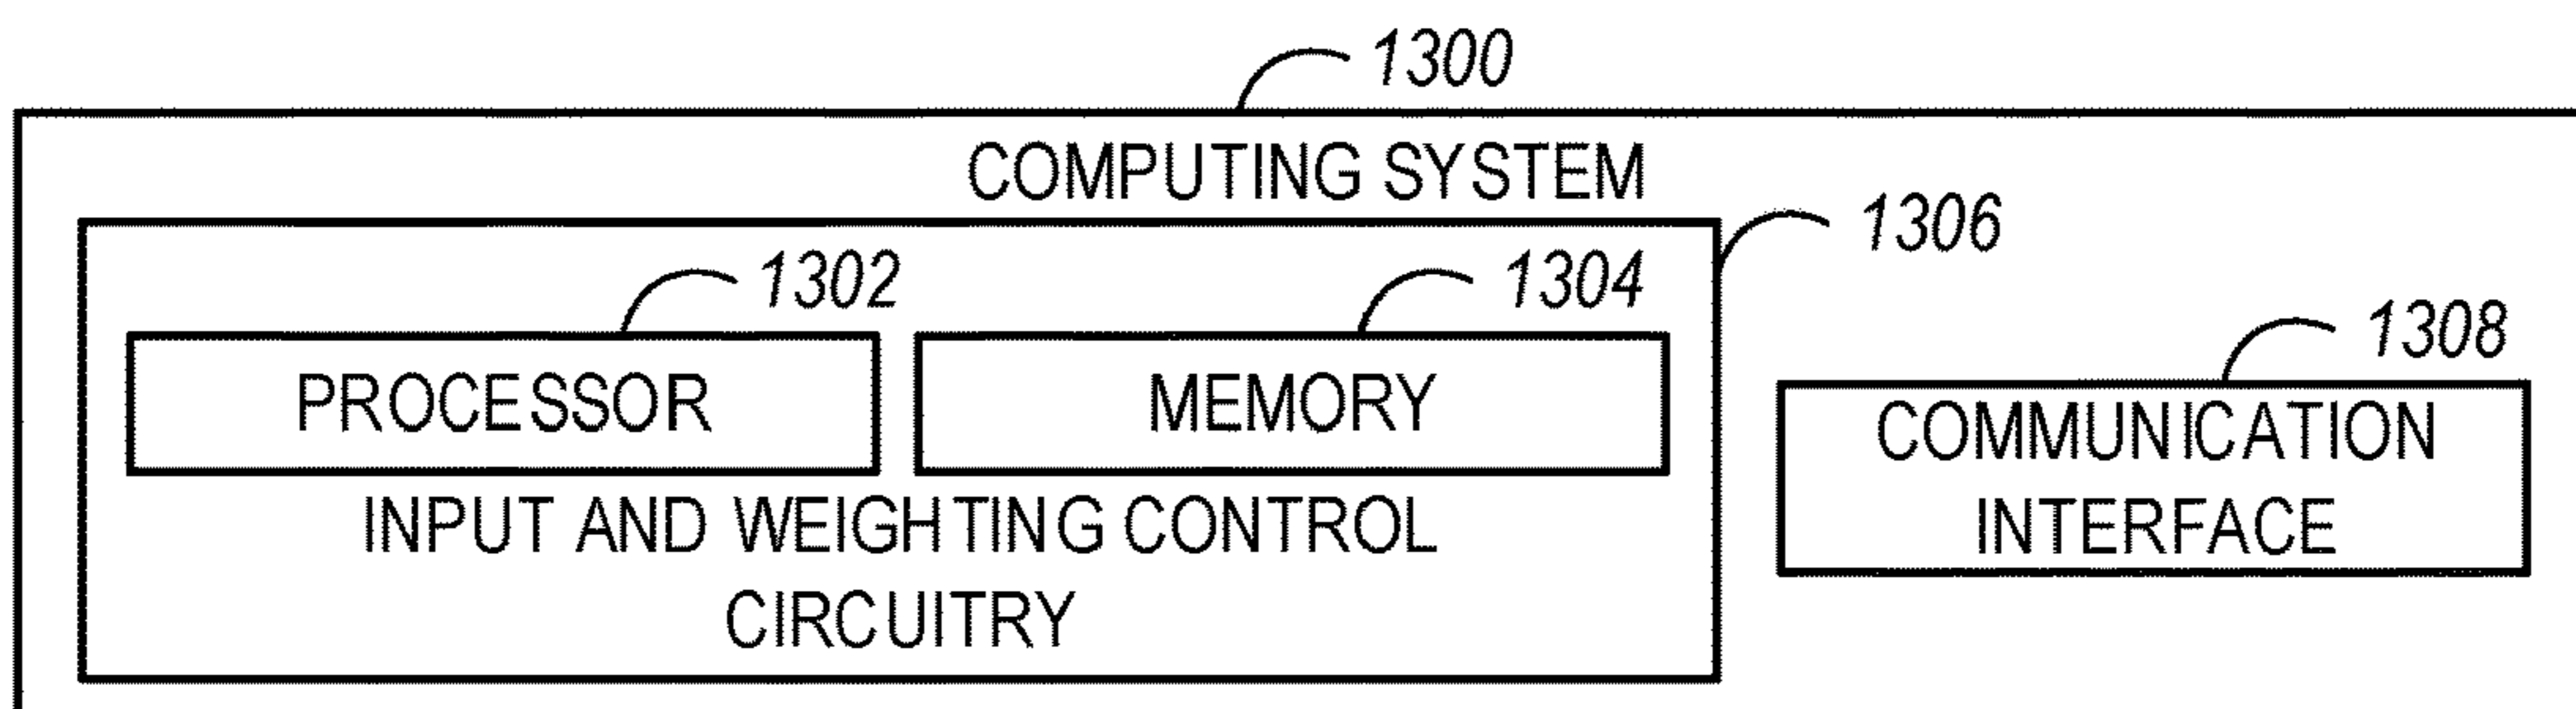 1300
COMPUTING SYSTEM
1306
1302
1304
1308
PROCESSOR
MEMORY
COMMUNICATION
INTERFACE
INPUT AND WEIGHTING CONTROL
CIRCUITRY